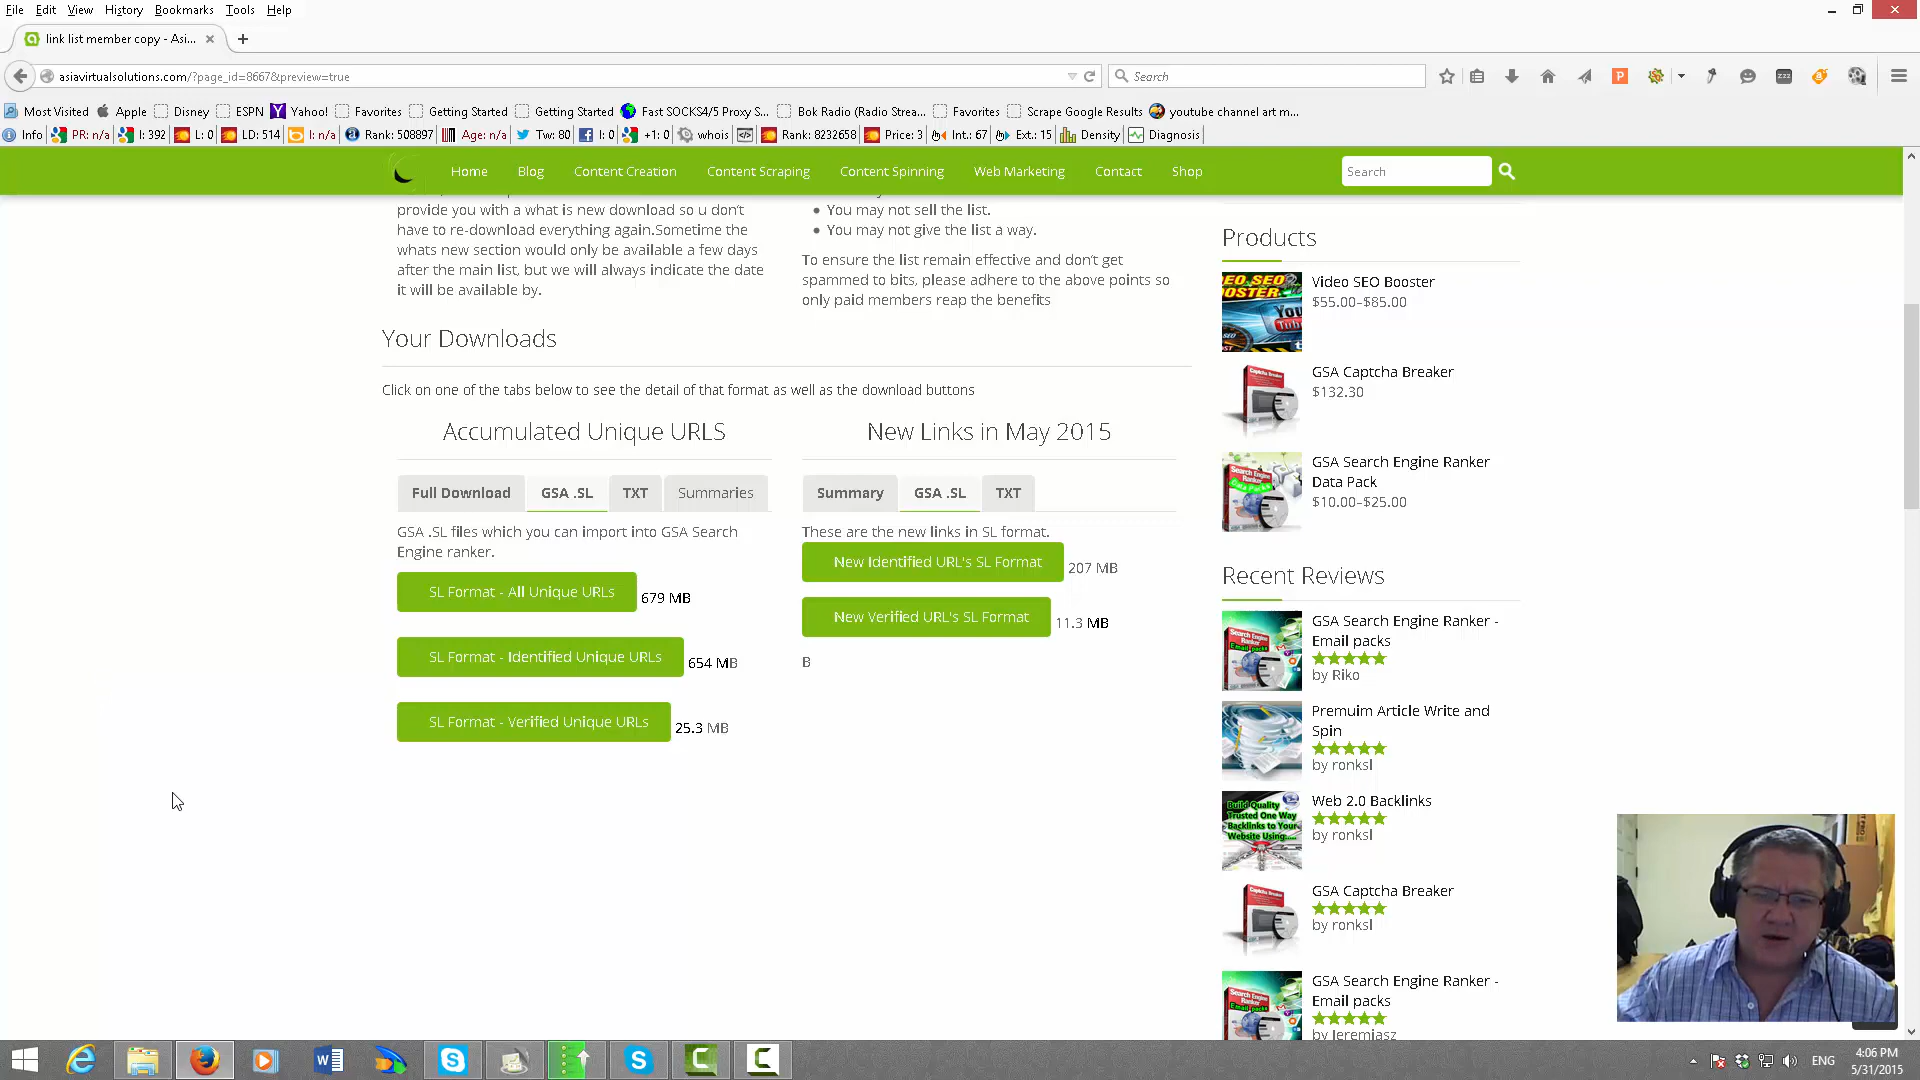 File Edit View History Bookmarks Tools Help
link list member copy - Asi...
asiavirtualsolutions.com/?page_id=8667&preview=true
Search
Most Visited Apple Disney ESPN Yahoo! Favorites Getting Started Getting Started Fast SOCKS4/5 Proxy S... Bok Radio (Radio Strea... Favorites Scrape Google Results youtube channel art m...
Info PR: n/a I: 392 L: 0 LD: 514 I: n/a Rank: 508897 Age: n/a Tw: 80 I: 0 +1: 0 whois Rank: 8232658 Price: 3 Int.: 67 Ext.: 15 Density Diagnosis
Home Blog Content Creation Content Scraping Content Spinning Web Marketing Contact Shop Search
provide you with a what is new download so u don't
have to re-download everything again.Sometime the
whats new section would only be available a few days
after the main list, but we will always indicate the date
it will be available by.
You may not sell the list.
You may not give the list a way.
To ensure the list remain effective and don't get
spammed to bits, please adhere to the above points so
only paid members reap the benefits
Your Downloads
Click on one of the tabs below to see the detail of that format as well as the download buttons
Accumulated Unique URLS
Full Download GSA .SL TXT Summaries
GSA .SL files which you can import into GSA Search
Engine ranker.
SL Format - All Unique URLs 679 MB
SL Format - Identified Unique URLs 654 MB
SL Format - Verified Unique URLs 25.3 MB
New Links in May 2015
Summary GSA .SL TXT
These are the new links in SL format.
New Identified URL's SL Format 207 MB
New Verified URL's SL Format 11.3 MB
B
Products
Video SEO Booster
$55.00–$85.00
GSA Captcha Breaker
$132.30
GSA Search Engine Ranker
Data Pack
$10.00–$25.00
Recent Reviews
GSA Search Engine Ranker -
Email packs
by Riko
Premuim Article Write and
Spin
by ronksl
Web 2.0 Backlinks
by ronksl
GSA Captcha Breaker
by ronksl
GSA Search Engine Ranker -
Email packs
by Jeremiasz
ENG
4:06 PM
5/31/2015